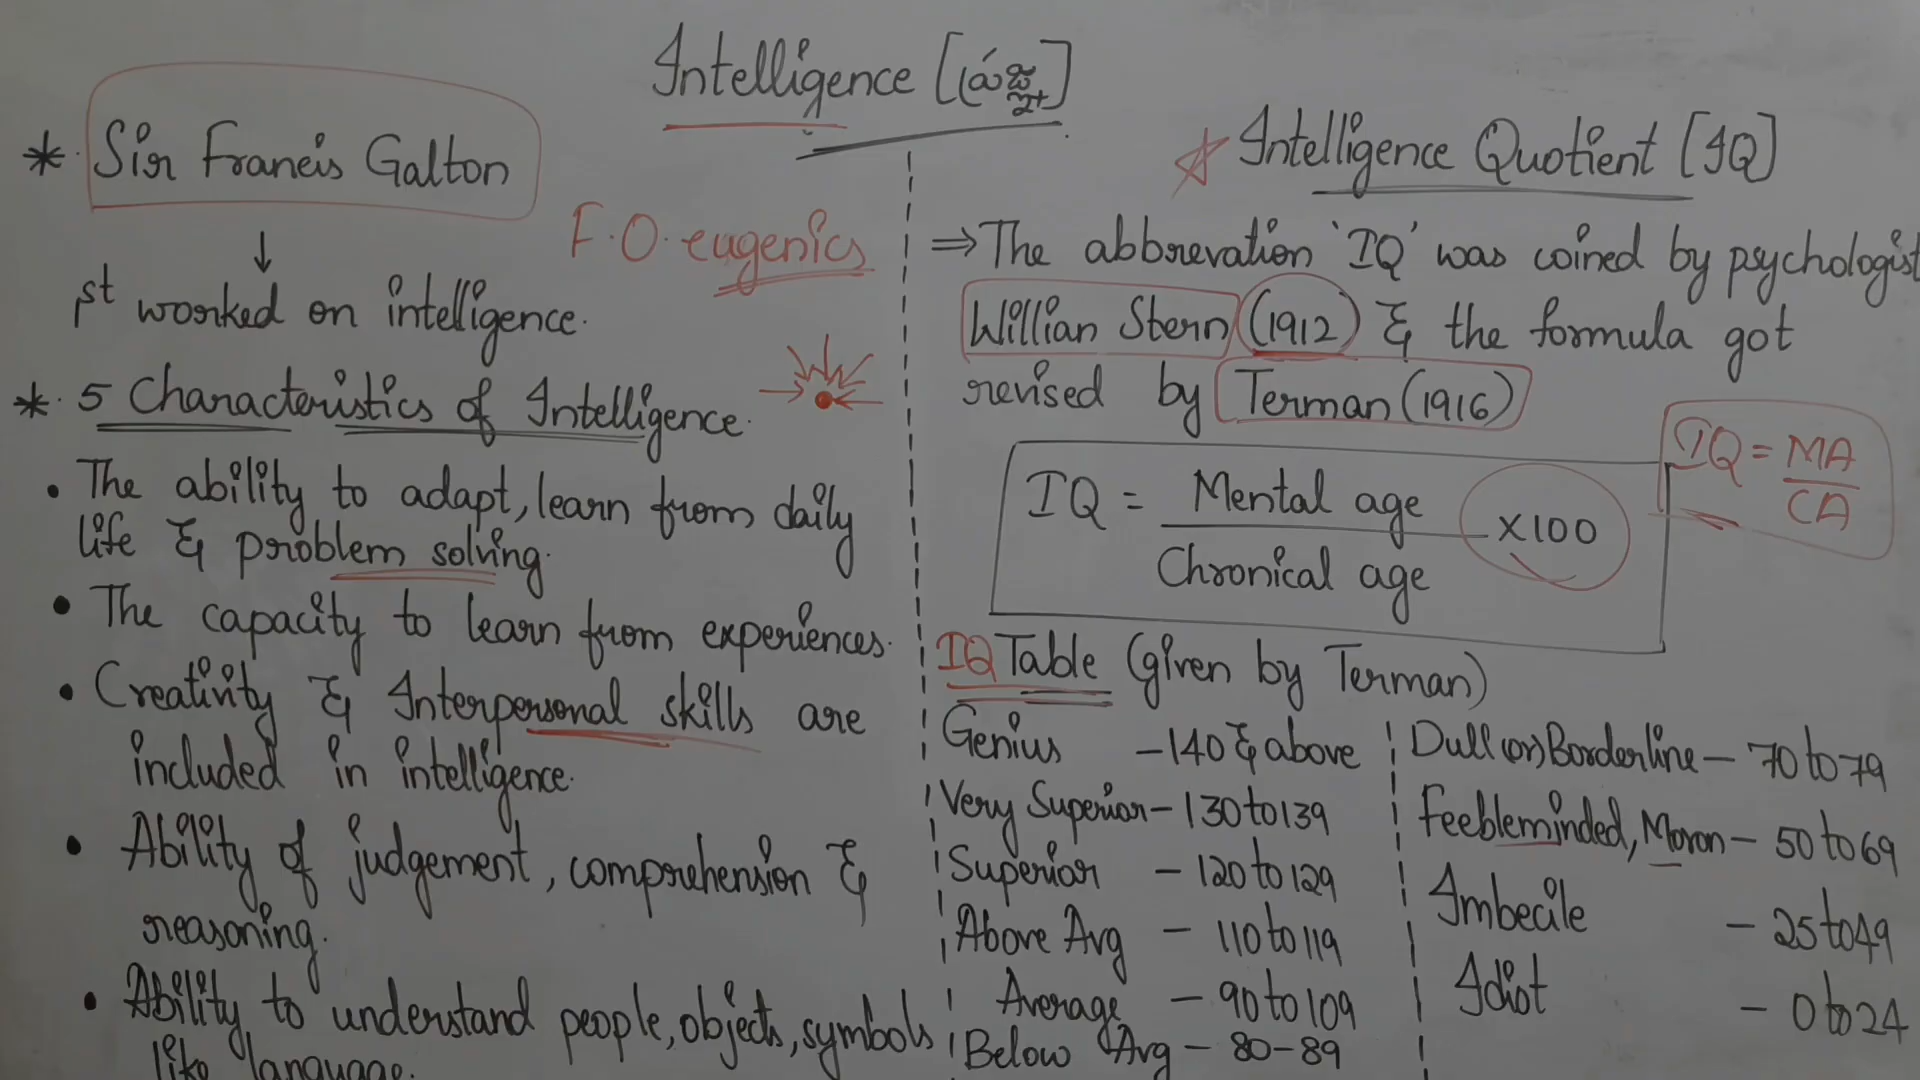 Intelligence
* Sir Francis Galton
F.O. eugenics
1st worked on intelligence.
* 5 Characteristics of Intelligence.
• The ability to adapt, learn from daily
life & problem solving.
• The capacity to learn from experiences.
• Creativity & Interpersonal skills are
included in intelligence.
• Ability of judgement, comprehension &
reasoning.
• Ability to understand people, objects, symbols
like language.
Intelligence Quotient [IQ]
⇒ The abbrevation 'IQ' was coined by psychologist
Willian Stern (1912) & the formula got
revised by Terman (1916)
IQ = Mental age
Chronical age
X100
IQ = MA
CA
IQ Table (given by Terman)
Genius - 140 & above
Very Superior - 130 to 139
Superior - 120 to 129
Above Avg - 110 to 119
Average - 90 to 109
Below Avg - 80-89
Dull (or) Borderline - 70 to 79
Feebleminded, Moron - 50 to 69
Imbecile - 25 to 49
Idiot - 0 to 24